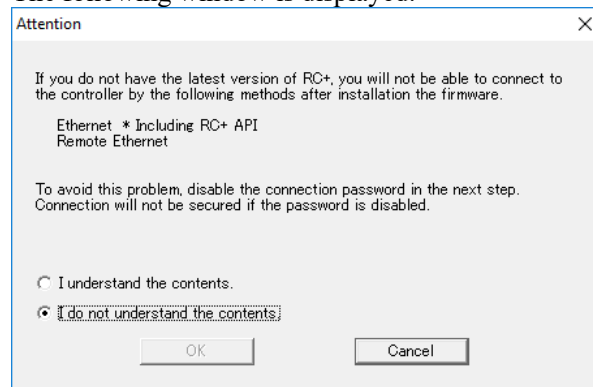 The following window is displayed.
Attention
If you do not have the latest version of RC+, you will not be able to connect to
the controller by the following methods after installation the firmware.
Ethernet * Including RC+ API
Remote Ethernet
To avoid this problem, disable the connection password in the next step.
Connection will not be secured if the password is disabled.
I understand the contents.
I do not understand the contents.
OK
Cancel